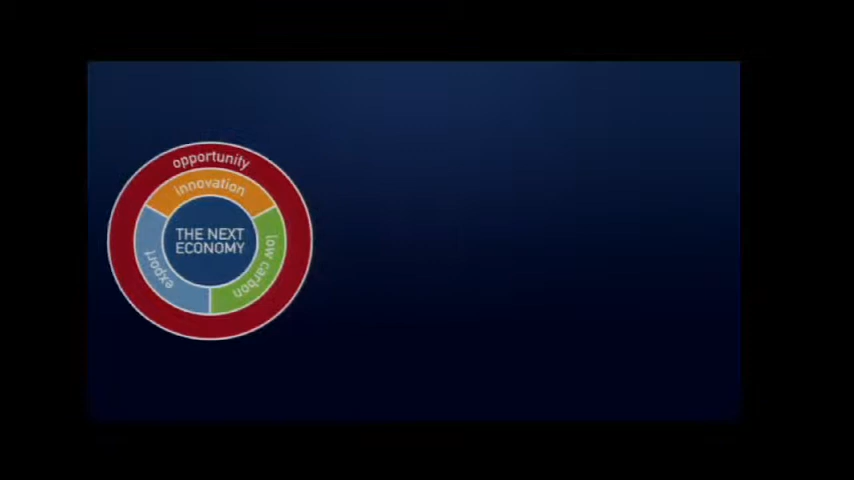 opportunity
innovation
THE NEXT
ECONOMY
export
low carbon